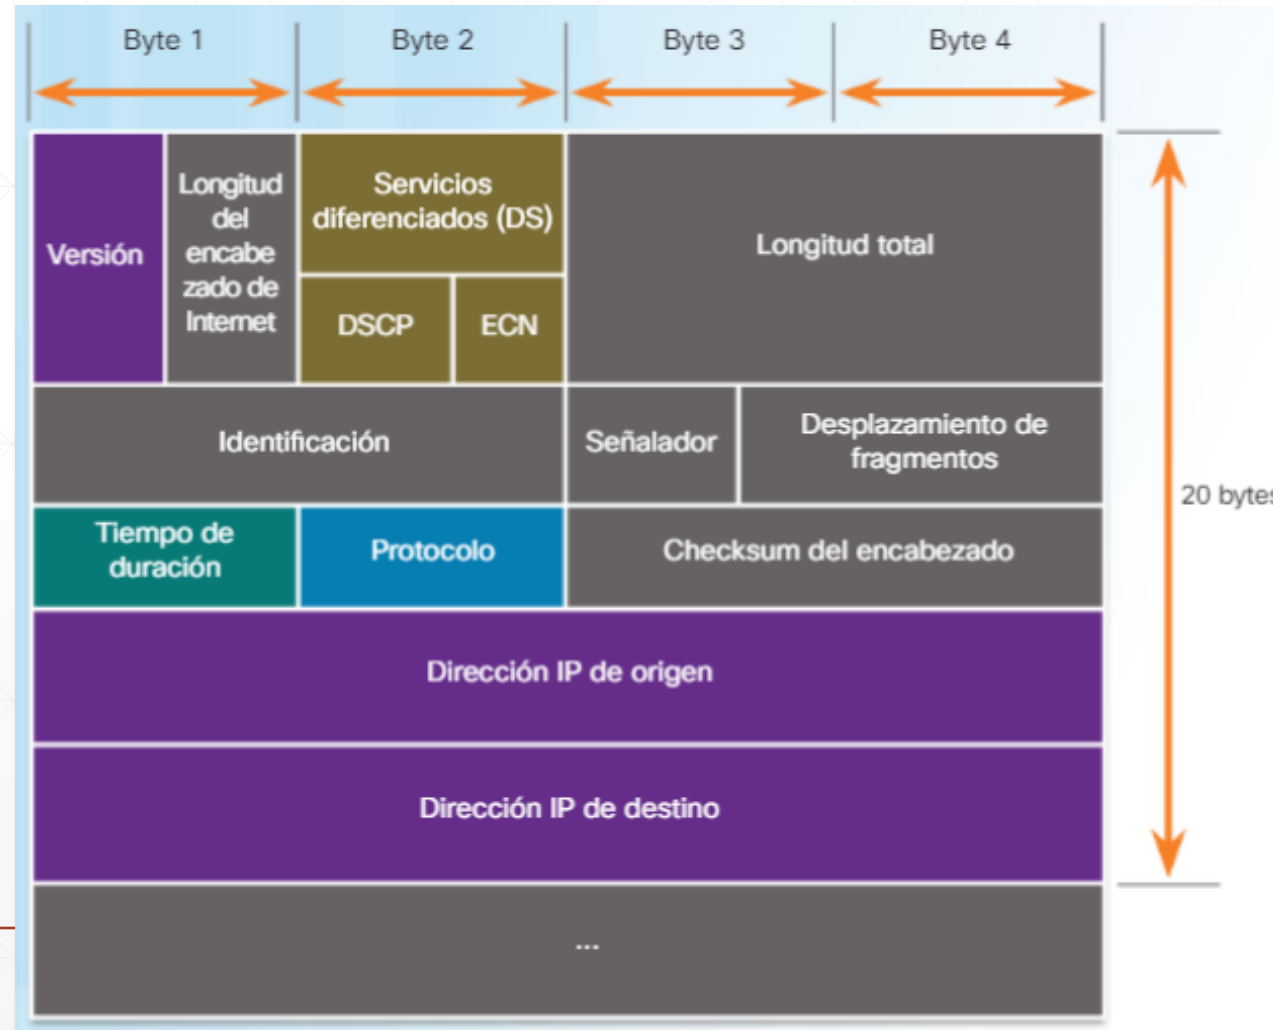 Byte 1
Byte 2
Byte 3
Byte 4
Versión
Longitud
del
encabe
zado de
Internet
Servicios
diferenciados (DS)
DSCP
ECN
Longitud total
Identificación
Señalador
Desplazamiento de
fragmentos
Tiempo de
duración
Protocolo
Checksum del encabezado
Dirección IP de origen
Dirección IP de destino
20 bytes
...